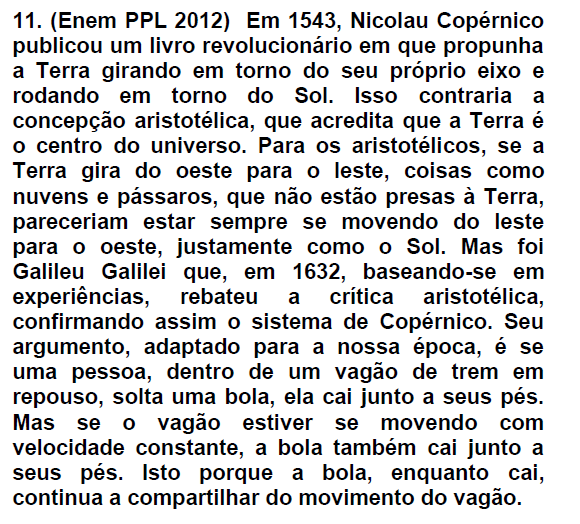 11. (Enem PPL 2012)  Em 1543, Nicolau Copérnico
publicou um livro revolucionário em que propunha
a Terra girando em torno do seu próprio eixo e
rodando em torno do Sol. Isso contraria a
concepção aristotélica, que acredita que a Terra é
o centro do universo. Para os aristotélicos, se a
Terra gira do oeste para o leste, coisas como
nuvens e pássaros, que não estão presas à Terra,
pareceriam estar sempre se movendo do leste
para o oeste, justamente como o Sol. Mas foi
Galileu Galilei que, em 1632, baseando-se em
experiências, rebateu a crítica aristotélica,
confirmando assim o sistema de Copérnico. Seu
argumento, adaptado para a nossa época, é se
uma pessoa, dentro de um vagão de trem em
repouso, solta uma bola, ela cai junto a seus pés.
Mas se o vagão estiver se movendo com
velocidade constante, a bola também cai junto a
seus pés. Isto porque a bola, enquanto cai,
continua a compartilhar do movimento do vagão.